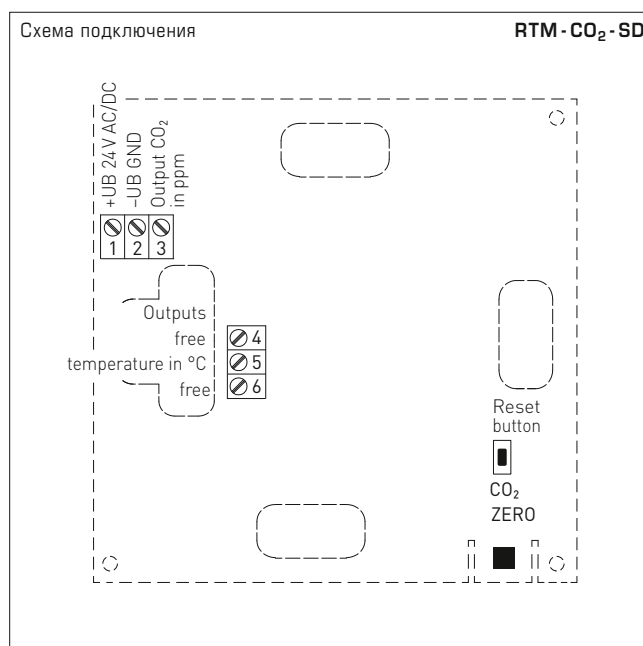 Схема подключения
RTM - CO₂ - SD
+UB 24 V AC/DC
–UB GND
Output CO₂
in ppm
1 2 3
Outputs
free 4
temperature in °C 5
free 6
Reset
button
CO₂
ZERO